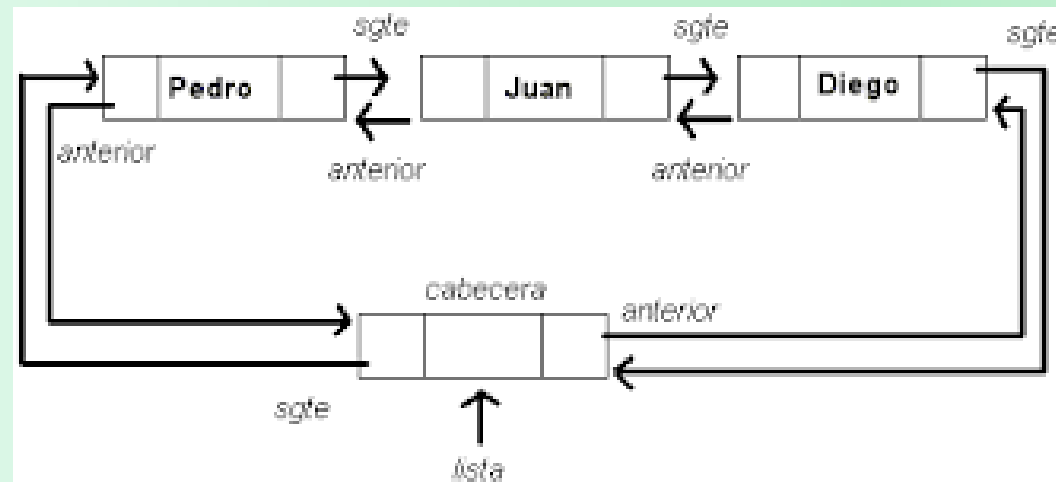 sgte
sgte
sgte
Pedro
Juan
Diego
anterior
anterior
anterior
cabecera
anterior
sgte
lista